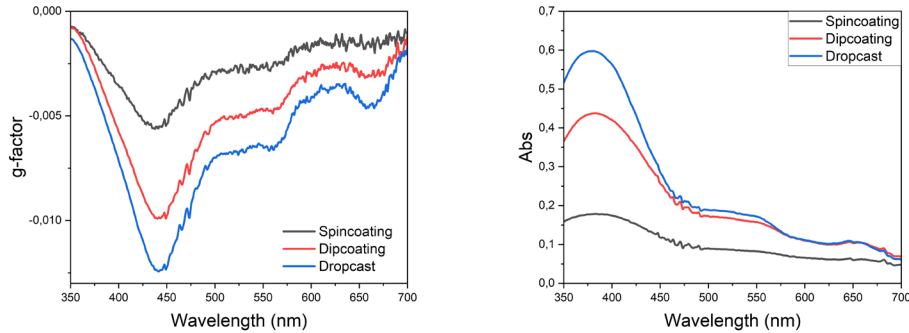 0,000
-0,005
-0,010
g-factor
Spincoating
Dipcoating
Dropcast
350 400 450 500 550 600 650 700
Wavelength (nm)
0,7
0,6
0,5
0,4
0,3
0,2
0,1
0,0
Abs
Spincoating
Dipcoating
Dropcast
350 400 450 500 550 600 650 700
Wavelength (nm)